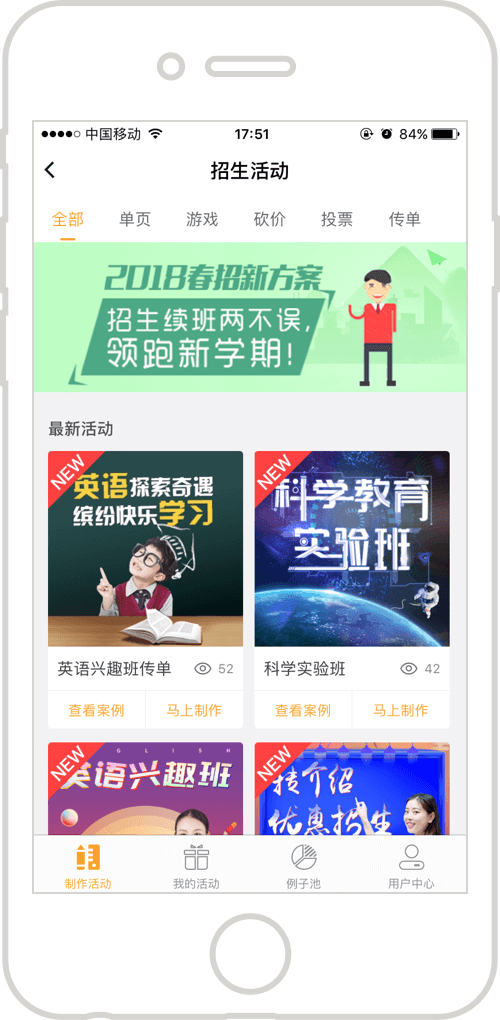 中国移动 17:51 84%
招生活动
全部 单页 游戏 砍价 投票 传单
2018春招新方案
招生续班两不误,
领跑新学期!
最新活动
NEW
英语探索奇遇
缤纷快乐学习
英语兴趣班传单 52
查看案例 马上制作
NEW
科学教育
实验班
科学实验班 42
查看案例 马上制作
NEW
GLISH
英语兴趣班
NEW
转介绍
优惠招生
制作活动 我的活动 例子池 用户中心